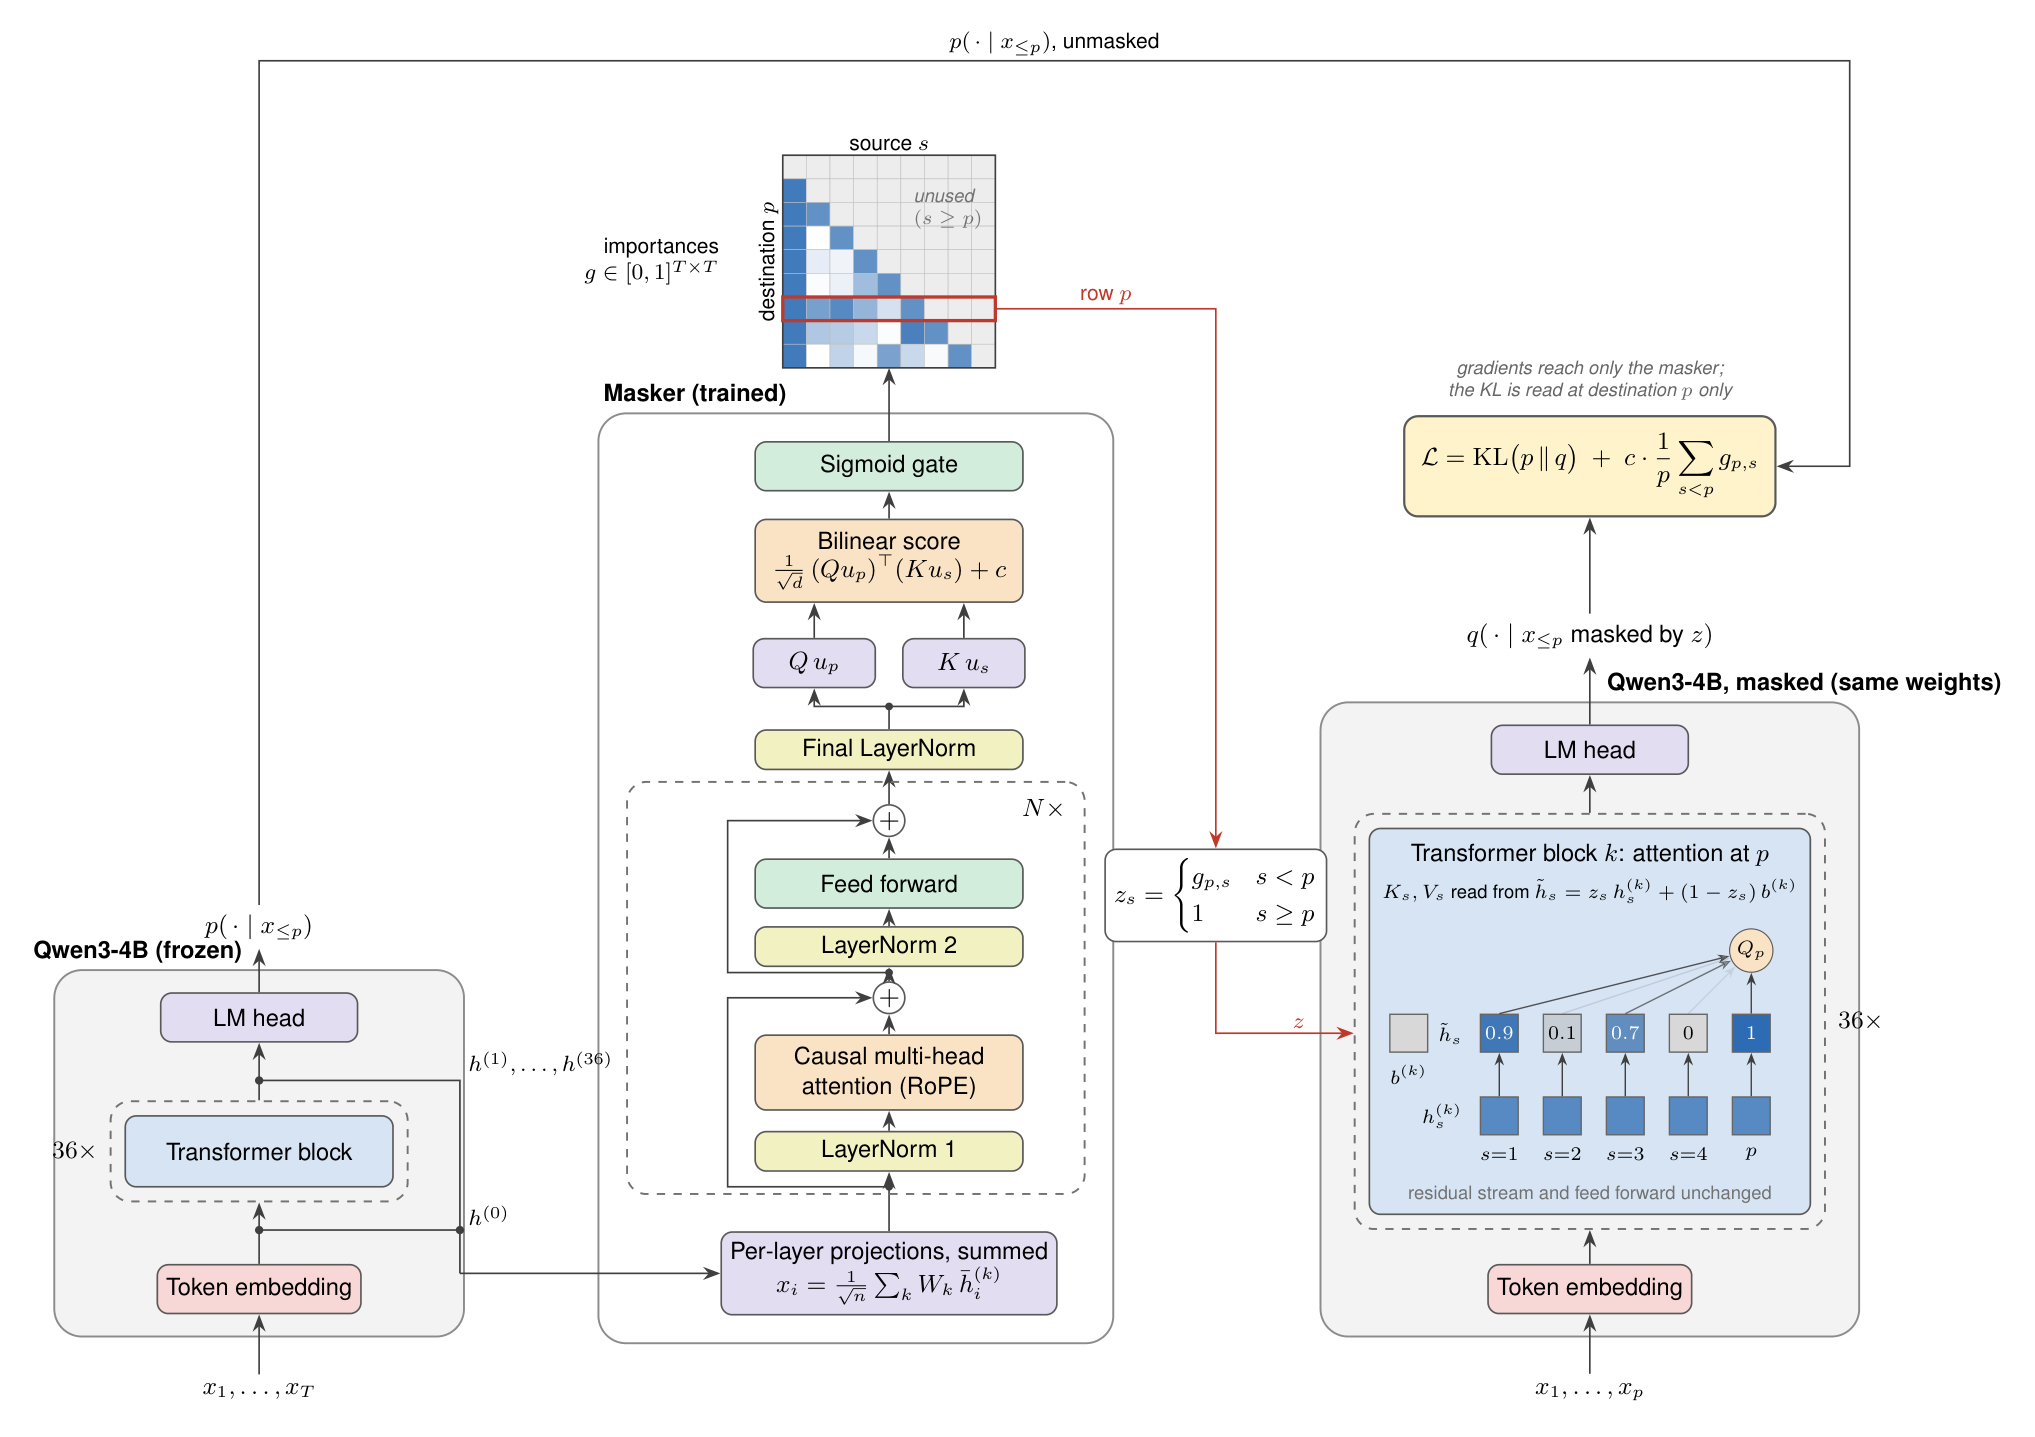 p( · | x≤p), unmasked
source s
unused
(s ≥ p)
destination p
importances
g ∈ [0, 1]^{T×T}
row p
Masker (trained)
Sigmoid gate
Bilinear score
1/√d (Qu_p)^⊤(Ku_s) + c
Q u_p
K u_s
Final LayerNorm
N×
+
Feed forward
LayerNorm 2
+
Causal multi-head
attention (RoPE)
LayerNorm 1
Per-layer projections, summed
x_i = 1/√n ∑_k W_k h̄_i^{(k)}
p( · | x≤p)
Qwen3-4B (frozen)
LM head
h^{(1)}, . . . , h^{(36)}
36×
Transformer block
h^{(0)}
Token embedding
x_1, . . . , x_T
z_s = { g_{p,s} s < p
1 s ≥ p
z
gradients reach only the masker;
the KL is read at destination p only
ℒ = KL(p ∥ q) + c · 1/p ∑_{s<p} g_{p,s}
q( · | x≤p masked by z)
Qwen3-4B, masked (same weights)
LM head
Transformer block k: attention at p
K_s, V_s read from h̃_s = z_s h_s^{(k)} + (1 − z_s) b^{(k)}
Q_p
h̃_s 0.9 0.1 0.7 0 1
b^{(k)}
h_s^{(k)}
s=1 s=2 s=3 s=4 p
residual stream and feed forward unchanged
36×
Token embedding
x_1, . . . , x_p